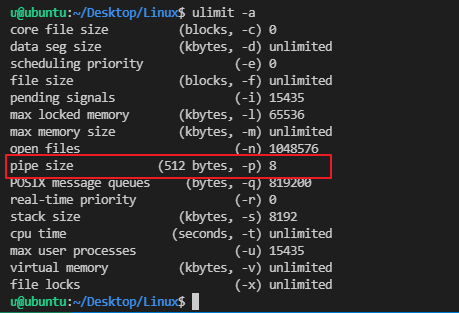 u@ubuntu:~/Desktop/Linux$ ulimit -a
core file size (blocks, -c) 0
data seg size (kbytes, -d) unlimited
scheduling priority (-e) 0
file size (blocks, -f) unlimited
pending signals (-i) 15435
max locked memory (kbytes, -l) 65536
max memory size (kbytes, -m) unlimited
open files (-n) 1048576
pipe size (512 bytes, -p) 8
POSIX message queues (bytes, -q) 819200
real-time priority (-r) 0
stack size (kbytes, -s) 8192
cpu time (seconds, -t) unlimited
max user processes (-u) 15435
virtual memory (kbytes, -v) unlimited
file locks (-x) unlimited
u@ubuntu:~/Desktop/Linux$